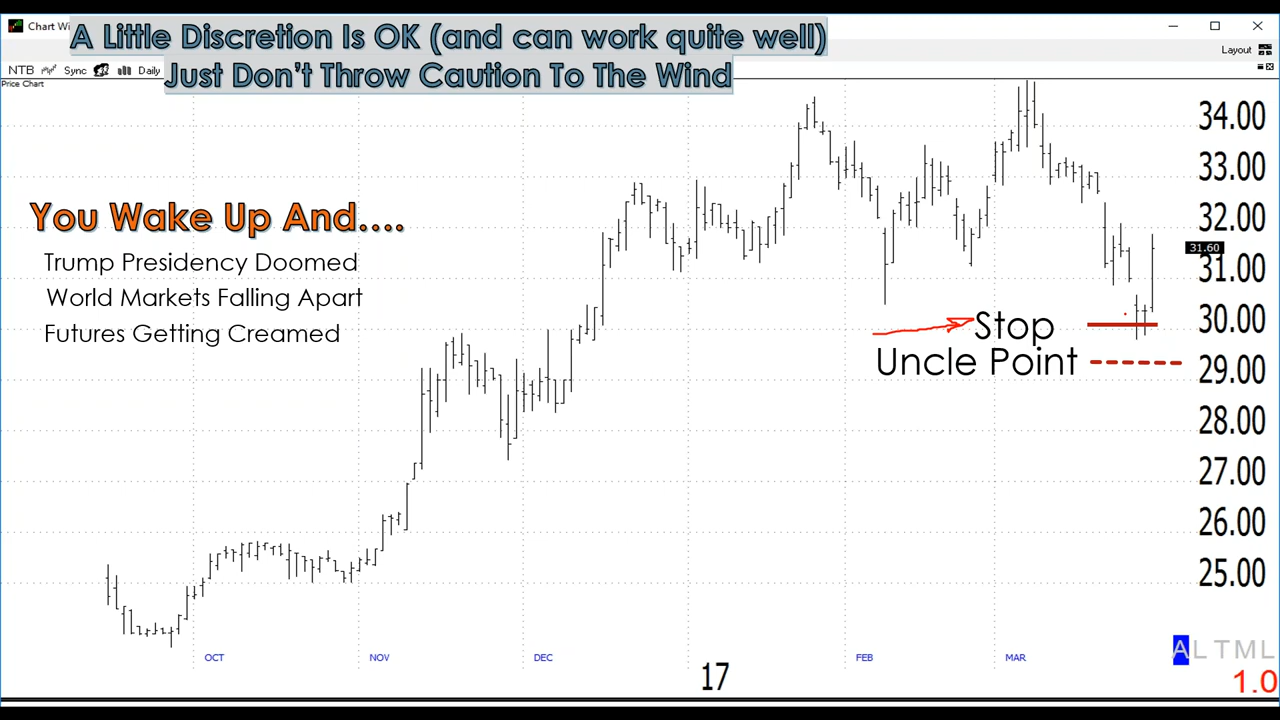 Chart Wi
A Little Discretion Is OK (and can work quite well)
Just Don't Throw Caution To The Wind
Layout
NTB Sync Daily
Price Chart
34.00
33.00
32.00
31.60
31.00
30.00
29.00
28.00
27.00
26.00
25.00
You Wake Up And....
Trump Presidency Doomed
World Markets Falling Apart
Futures Getting Creamed
Stop
Uncle Point
OCT NOV DEC 17 FEB MAR
A L T M L
1.0